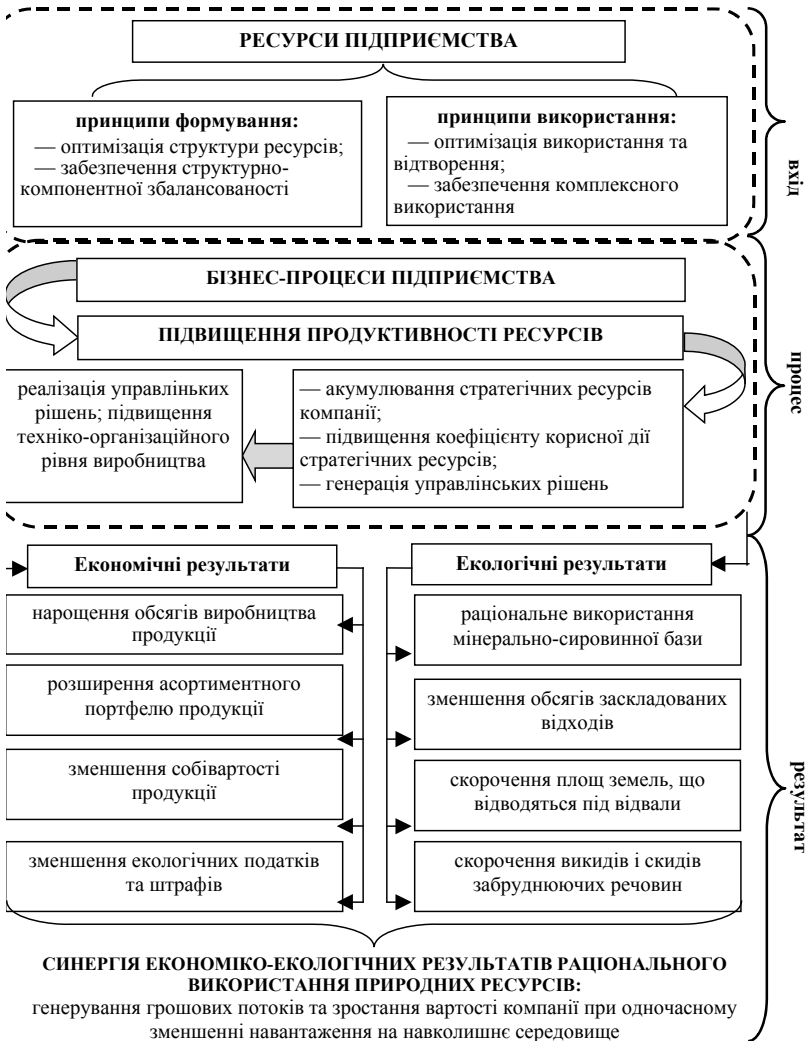 РЕСУРСИ ПІДПРИЄМСТВА
принципи формування:
— оптимізація структури ресурсів;
— забезпечення структурно-
компонентної збалансованості
принципи використання:
— оптимізація використання та
відтворення;
— забезпечення комплексного
використання
вхід
БІЗНЕС-ПРОЦЕСИ ПІДПРИЄМСТВА
ПІДВИЩЕННЯ ПРОДУКТИВНОСТІ РЕСУРСІВ
реалізація управліньких
рішень; підвищення
техніко-організаційного
рівня виробництва
— акумулювання стратегічних ресурсів
компанії;
— підвищення коефіцієнту корисної дії
стратегічних ресурсів;
— генерація управлінських рішень
процес
Економічні результати
нарощення обсягів виробництва
продукції
розширення асортиментного
портфелю продукції
зменшення собівартості
продукції
зменшення екологічних податків
та штрафів
Екологічні результати
раціональне використання
мінерально-сировинної бази
зменшення обсягів заскладованих
відходів
скорочення площ земель, що
відводяться під відвали
скорочення викидів і скидів
забруднюючих речовин
результат
СИНЕРГІЯ ЕКОНОМІКО-ЕКОЛОГІЧНИХ РЕЗУЛЬТАТІВ РАЦІОНАЛЬНОГО
ВИКОРИСТАННЯ ПРИРОДНИХ РЕСУРСІВ:
генерування грошових потоків та зростання вартості компанії при одночасному
зменшенні навантаження на навколишнє середовище